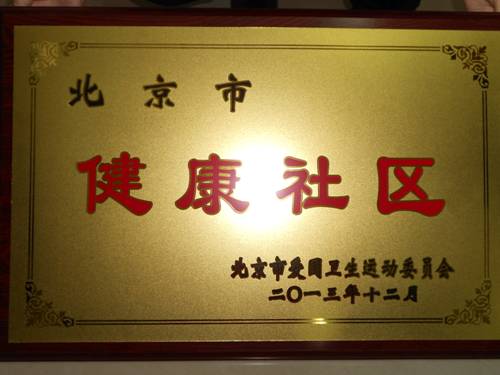 北京市
健康社区
北京市爱国卫生运动委员会
二〇一三年十二月